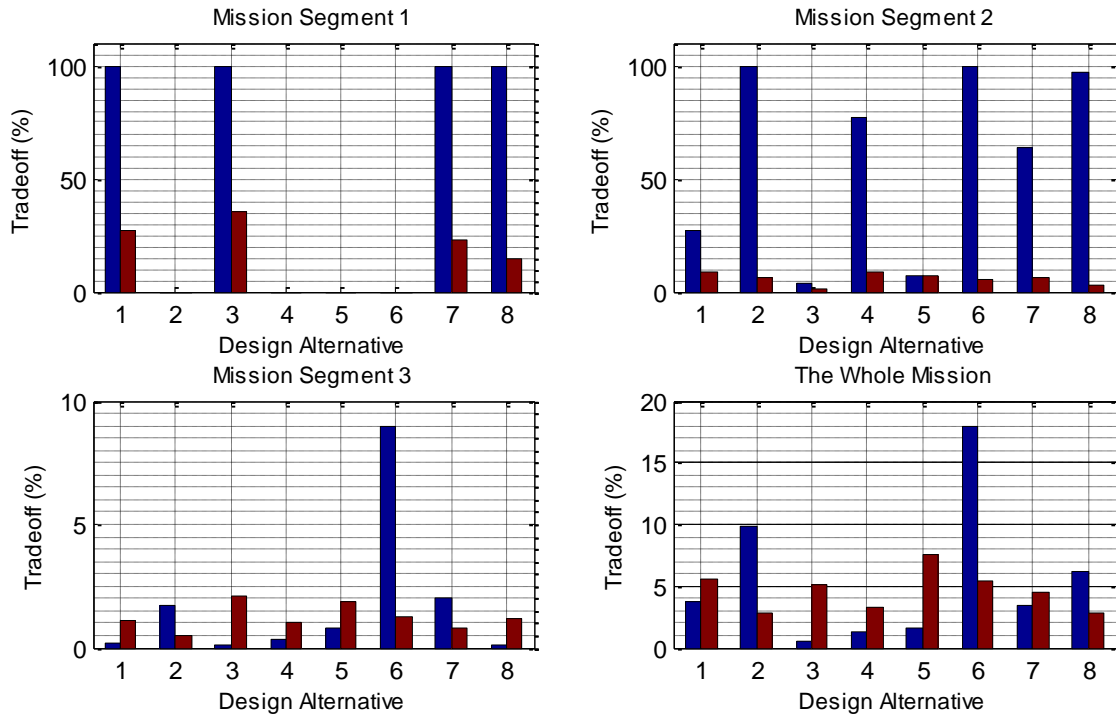 Mission Segment 1
Tradeoff (%)
100
50
0
1 2 3 4 5 6 7 8
Design Alternative
Mission Segment 2
Tradeoff (%)
100
50
0
1 2 3 4 5 6 7 8
Design Alternative
Mission Segment 3
Tradeoff (%)
10
5
0
1 2 3 4 5 6 7 8
Design Alternative
The Whole Mission
Tradeoff (%)
20
15
10
5
0
1 2 3 4 5 6 7 8
Design Alternative